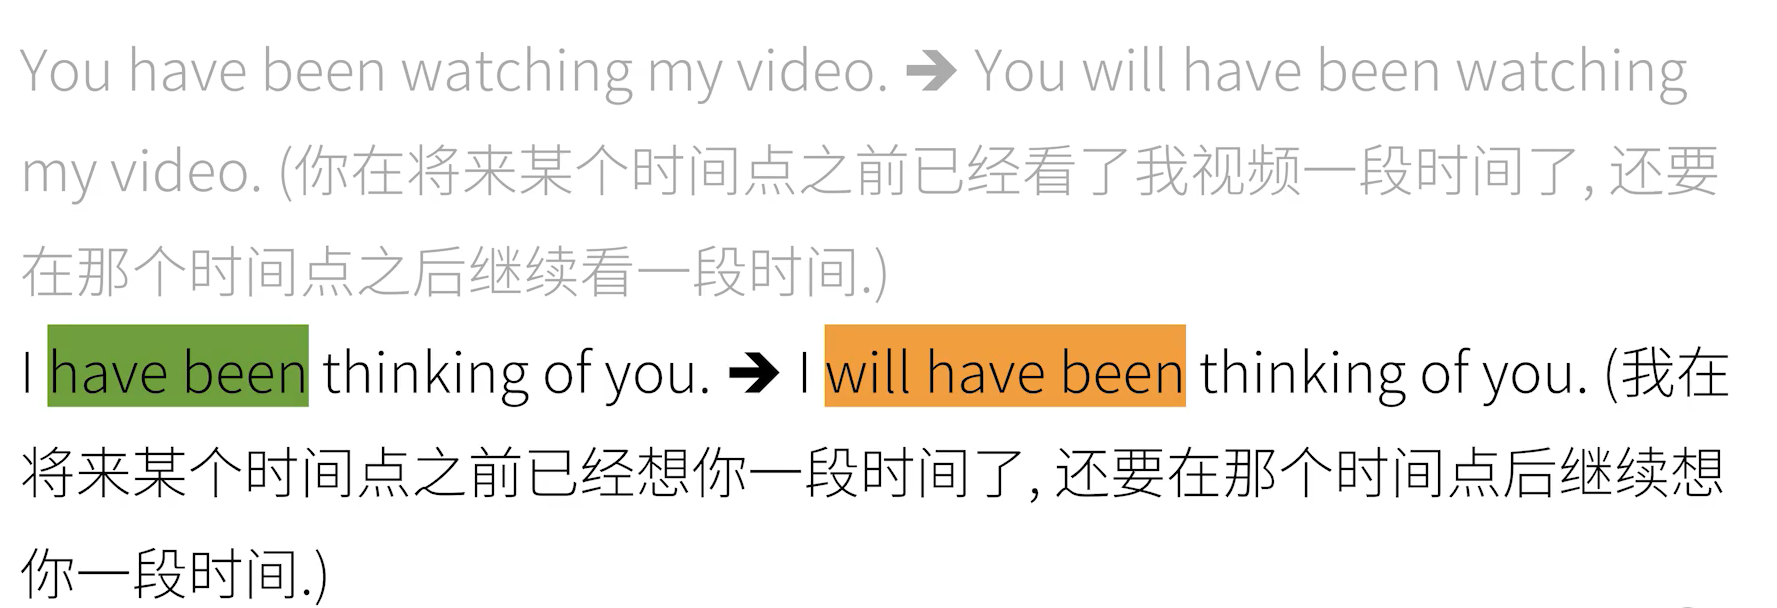 You have been watching my video. ➔ You will have been watching
my video. (你在将来某个时间点之前已经看了我视频一段时间了, 还要
在那个时间点之后继续看一段时间.)
I have been thinking of you. ➔ I will have been thinking of you. (我在
将来某个时间点之前已经想你一段时间了, 还要在那个时间点后继续想
你一段时间.)